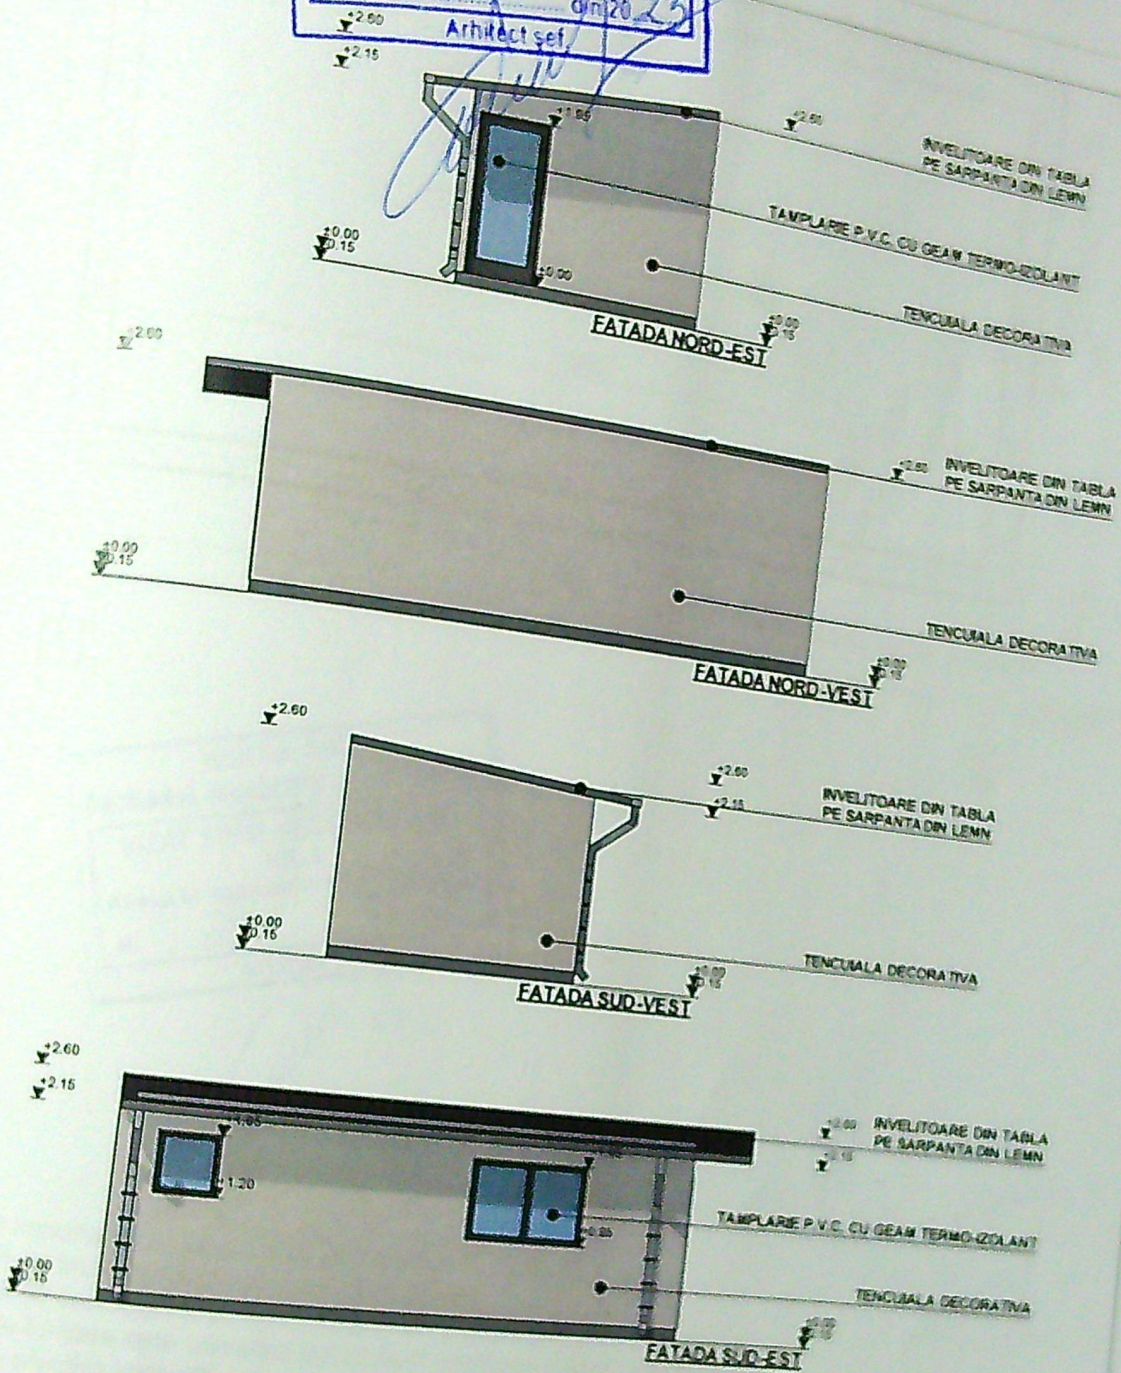 din 20 23
Arhitect șef,
+2.60
+2.15
+1.95
+2.60
INVELITOARE DIN TABLA
PE SARPANTA DIN LEMN
TAMPLARIE P.V.C. CU GEAM TERMO-IZOLANT
±0.00
0.15
±0.00
TENCUIALA DECORATIVA
±0.00
0.15
FATADA NORD-EST
+2.60
+2.60
INVELITOARE DIN TABLA
PE SARPANTA DIN LEMN
±0.00
0.15
TENCUIALA DECORATIVA
±0.00
0.15
FATADA NORD-VEST
+2.60
+2.60
+2.15
INVELITOARE DIN TABLA
PE SARPANTA DIN LEMN
±0.00
0.15
TENCUIALA DECORATIVA
±0.00
0.15
FATADA SUD-VEST
+2.60
+2.15
+2.60
+2.15
INVELITOARE DIN TABLA
PE SARPANTA DIN LEMN
1.20
TAMPLARIE P.V.C. CU GEAM TERMO-IZOLANT
±0.00
0.15
TENCUIALA DECORATIVA
±0.00
0.15
FATADA SUD-EST